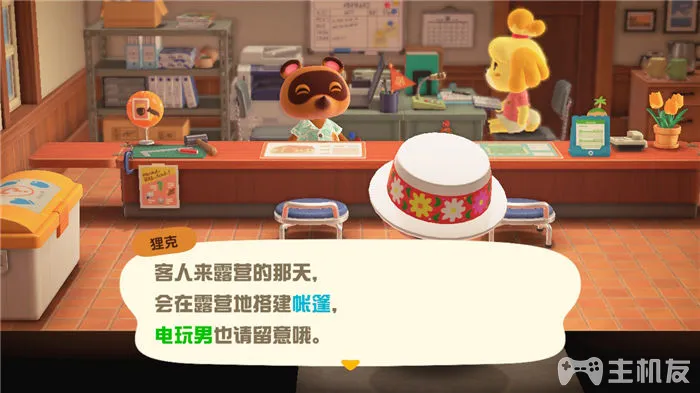 狸克
客人来露营的那天，
会在露营地搭建帐篷，
电玩男也请留意哦。
主机友